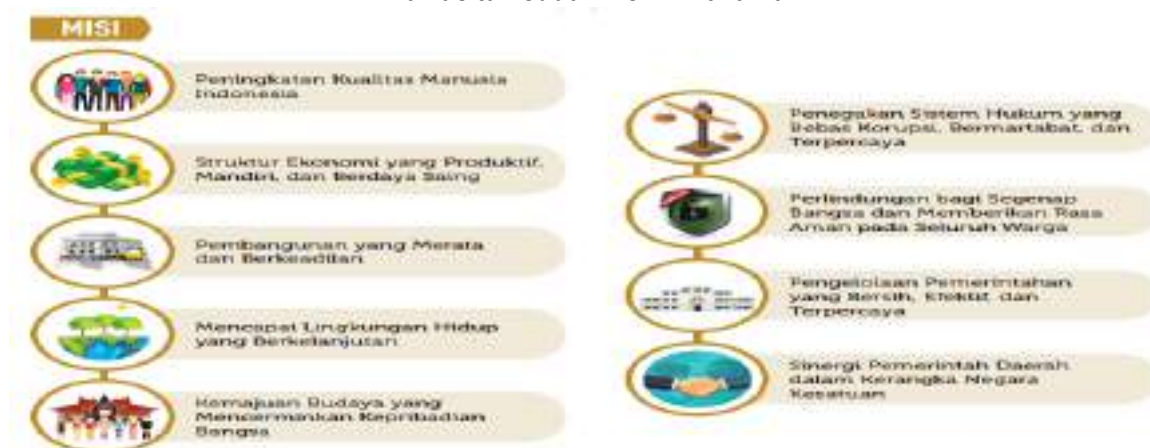 MISI
Peningkatan Kualitas Manusia
Indonesia
Struktur Ekonomi yang Produktif,
Mandiri, dan Berdaya Saing
Pembangunan yang Merata
dan Berkeadilan
Mencapai Lingkungan Hidup
yang Berkelanjutan
Kemajuan Budaya yang
Mencerminkan Kepribadian
Bangsa
Penegakan Sistem Hukum yang
Bebas Korupsi, Bermartabat, dan
Terpercaya
Perlindungan bagi Segenap
Bangsa dan Memberikan Rasa
Aman pada Seluruh Warga
Pengelolaan Pemerintahan
yang Bersih, Efektif, dan
Terpercaya
Sinergi Pemerintah Daerah
dalam Kerangka Negara
Kesatuan